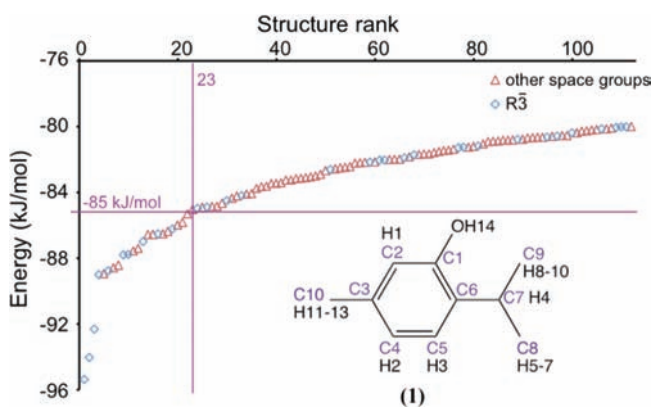 Structure rank
0 20 40 60 80 100
-76
23
other space groups
R3̄
-80
-84
-85 kJ/mol
-88
-92
-96
Energy (kJ/mol)
OH14
H1
C2
C1
C9
H8-10
C10
C3
C6
C7 H4
H11-13
C4
C5
C8
H2
H3
H5-7
(1)